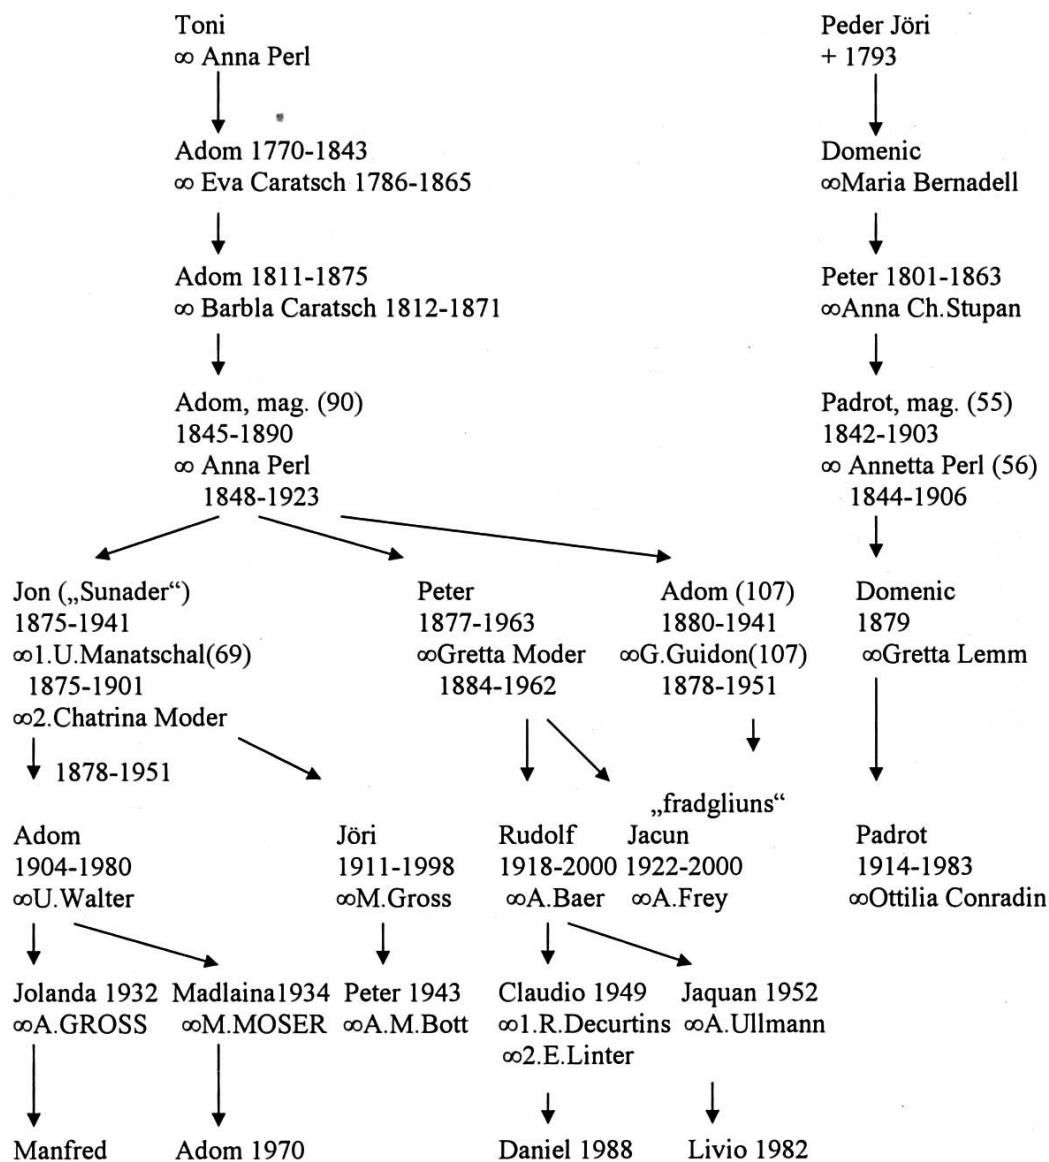 Toni
∞ Anna Perl
Peder Jöri
+ 1793
Adom 1770-1843
∞ Eva Caratsch 1786-1865
Domenic
∞Maria Bernadell
Adom 1811-1875
∞ Barbla Caratsch 1812-1871
Peter 1801-1863
∞Anna Ch.Stupan
Adom, mag. (90)
1845-1890
∞ Anna Perl
1848-1923
Padrot, mag. (55)
1842-1903
∞ Annetta Perl (56)
1844-1906
Jon („Sunader“)
1875-1941
∞1.U.Manatschal(69)
1875-1901
∞2.Chatrina Moder
1878-1951
Peter
1877-1963
∞Gretta Moder
1884-1962
Adom (107)
1880-1941
∞G.Guidon(107)
1878-1951
Domenic
1879
∞Gretta Lemm
„fradgliuns“
Adom
1904-1980
∞U.Walter
Jöri
1911-1998
∞M.Gross
Rudolf
1918-2000
∞A.Baer
Jacun
1922-2000
∞A.Frey
Padrot
1914-1983
∞Ottilia Conradin
Jolanda 1932
∞A.GROSS
Madlaina1934
∞M.MOSER
Peter 1943
∞A.M.Bott
Claudio 1949
∞1.R.Decurtins
∞2.E.Linter
Jaquan 1952
∞A.Ullmann
Manfred
Adom 1970
Daniel 1988
Livio 1982